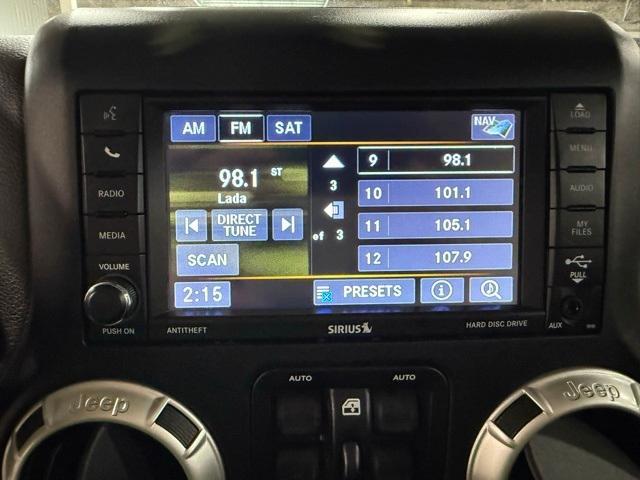 AM FM SAT NAV
98.1 ST
Lada
DIRECT
TUNE
SCAN
3
of 3
9 98.1
10 101.1
11 105.1
12 107.9
2:15 PRESETS
RADIO
MEDIA
VOLUME
PUSH ON
LOAD
MENU
AUDIO
MY
FILES
PULL
AUX
ANTITHEFT SIRIUS HARD DISC DRIVE
AUTO AUTO
Jeep Jeep